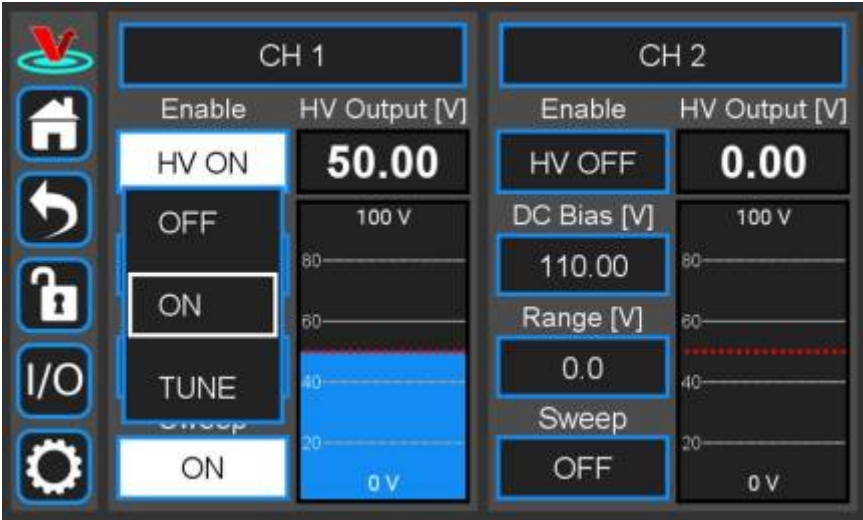 CH 1
Enable HV Output [V]
HV ON 50.00
OFF
ON
TUNE
Sweep
ON
100 V
80
60
40
20
0 V
CH 2
Enable HV Output [V]
HV OFF 0.00
DC Bias [V]
110.00
Range [V]
0.0
Sweep
OFF
100 V
80
60
40
20
0 V
I/O